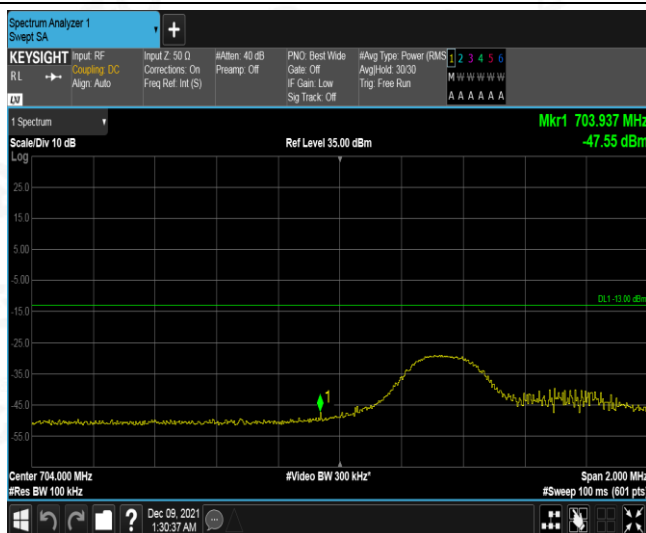 Spectrum Analyzer 1
Swept SA
+
KEYSIGHT
RL
LXI
Input: RF
Coupling: DC
Align: Auto
Input Z: 50 Ω
Corrections: On
Freq Ref: Int (S)
#Atten: 40 dB
Preamp: Off
PNO: Best Wide
Gate: Off
IF Gain: Low
Sig Track: Off
#Avg Type: Power (RMS
Avg|Hold: 30/30
Trig: Free Run
1 2 3 4 5 6
M W W W W W
A A A A A A
1 Spectrum
Mkr1 703.937 MHz
-47.55 dBm
Scale/Div 10 dB
Ref Level 35.00 dBm
Log
25.0
15.0
5.00
-5.00
DL1 -13.00 dBm
-15.0
-25.0
-35.0
1
-45.0
-55.0
Center 704.000 MHz
#Video BW 300 kHz*
Span 2.000 MHz
#Res BW 100 kHz
#Sweep 100 ms (601 pts
?
Dec 09, 2021
1:30:37 AM